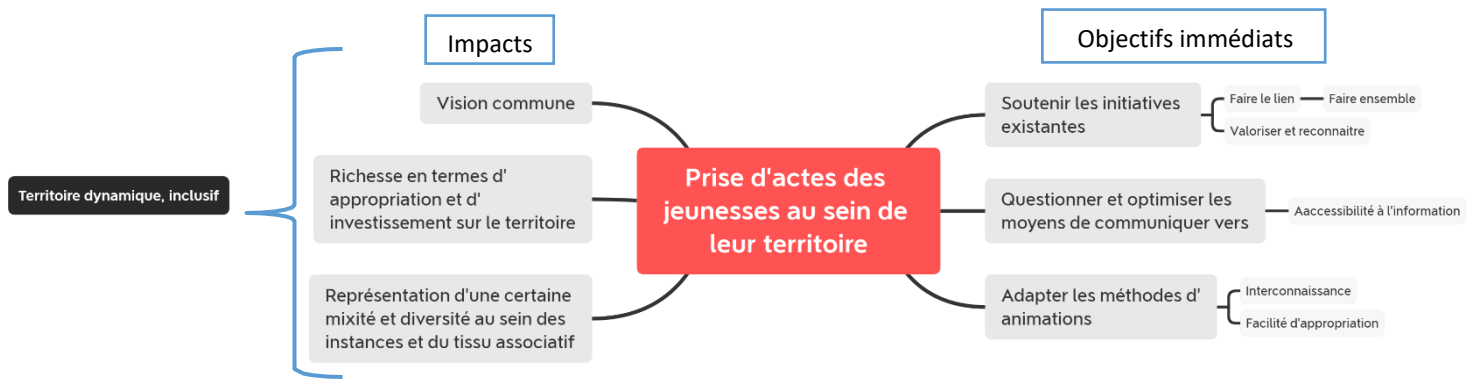 Impacts
Objectifs immédiats
Vision commune
Richesse en termes d'
appropriation et d'
investissement sur le territoire
Représentation d'une certaine
mixité et diversité au sein des
instances et du tissu associatif
Territoire dynamique, inclusif
Prise d'actes des
jeunesses au sein de
leur territoire
Soutenir les initiatives
existantes
Faire le lien
Faire ensemble
Valoriser et reconnaitre
Questionner et optimiser les
moyens de communiquer vers
Aaccessibilité à l'information
Adapter les méthodes d'
animations
Interconnaissance
Facilité d'appropriation